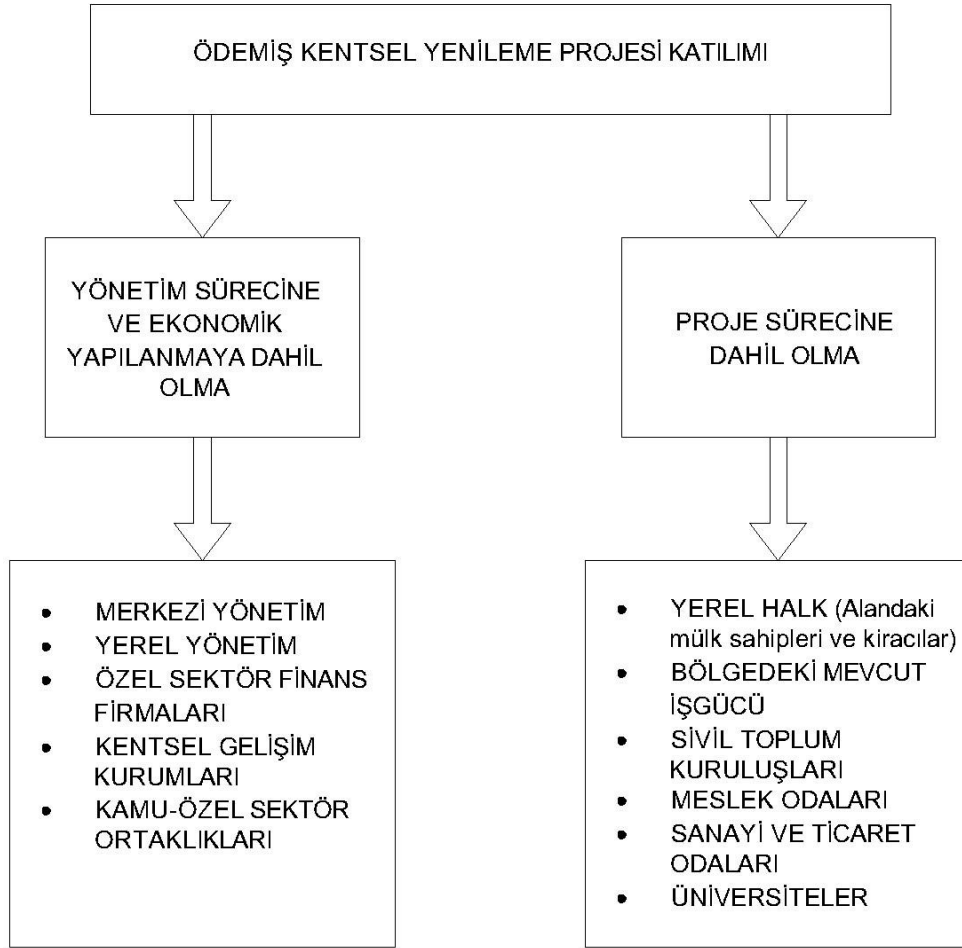 ÖDEMİŞ KENTSEL YENİLEME PROJESİ KATILIMI
YÖNETİM SÜRECİNE
VE EKONOMİK
YAPILANMAYA DAHİL
OLMA
PROJE SÜRECİNE
DAHİL OLMA
• MERKEZİ YÖNETİM
• YEREL YÖNETİM
• ÖZEL SEKTÖR FİNANS
FİRMALARI
• KENTSEL GELİŞİM
KURUMLARI
• KAMU-ÖZEL SEKTÖR
ORTAKLIKLARI
• YEREL HALK (Alandaki
mülk sahipleri ve kiracılar)
• BÖLGEDEKİ MEVCUT
İŞGÜCÜ
• SİVİL TOPLUM
KURULUŞLARI
• MESLEK ODALARI
• SANAYİ VE TİCARET
ODALARI
• ÜNİVERSİTELER